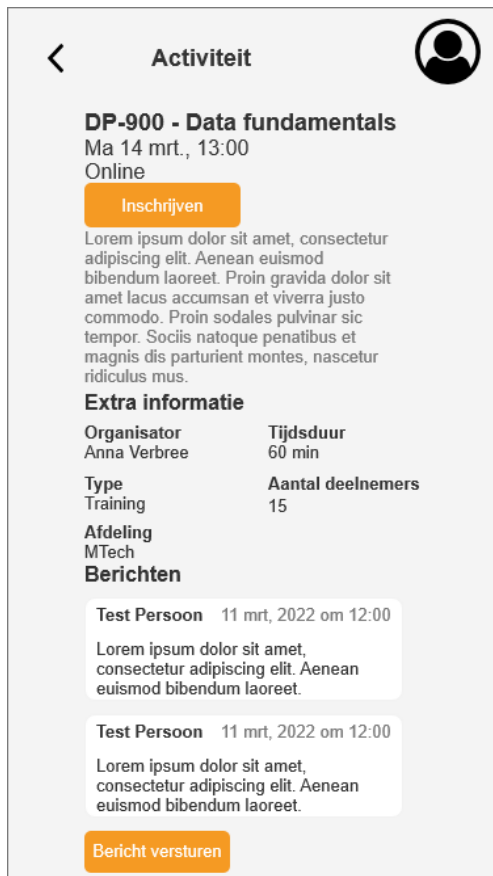 Activiteit
DP-900 - Data fundamentals
Ma 14 mrt., 13:00
Online
Inschrijven
Lorem ipsum dolor sit amet, consectetur
adipiscing elit. Aenean euismod
bibendum laoreet. Proin gravida dolor sit
amet lacus accumsan et viverra justo
commodo. Proin sodales pulvinar sic
tempor. Sociis natoque penatibus et
magnis dis parturient montes, nascetur
ridiculus mus.
Extra informatie
Organisator
Anna Verbree
Tijdsduur
60 min
Type
Training
Aantal deelnemers
15
Afdeling
MTech
Berichten
Test Persoon 11 mrt, 2022 om 12:00
Lorem ipsum dolor sit amet,
consectetur adipiscing elit. Aenean
euismod bibendum laoreet.
Test Persoon 11 mrt, 2022 om 12:00
Lorem ipsum dolor sit amet,
consectetur adipiscing elit. Aenean
euismod bibendum laoreet.
Bericht versturen